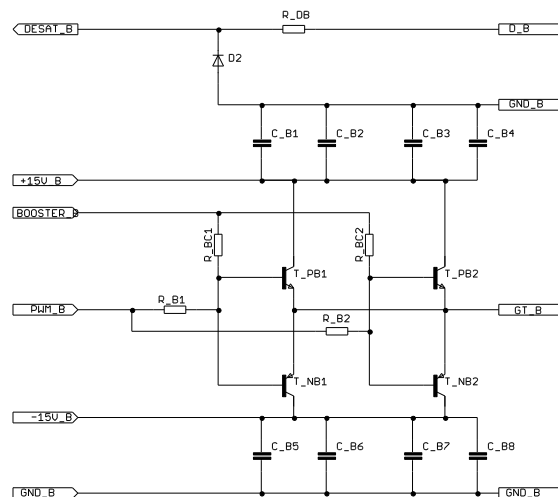 R_DB
DESAT_B
D_B
D2
GND_B
C_B1
C_B2
C_B3
C_B4
+15V_B
BOOSTER_B
R_BC1
R_BC2
T_PB1
T_PB2
PWM_B
R_B1
GT_B
R_B2
T_NB1
T_NB2
-15V_B
C_B5
C_B6
C_B7
C_B8
GND_B
GND_B